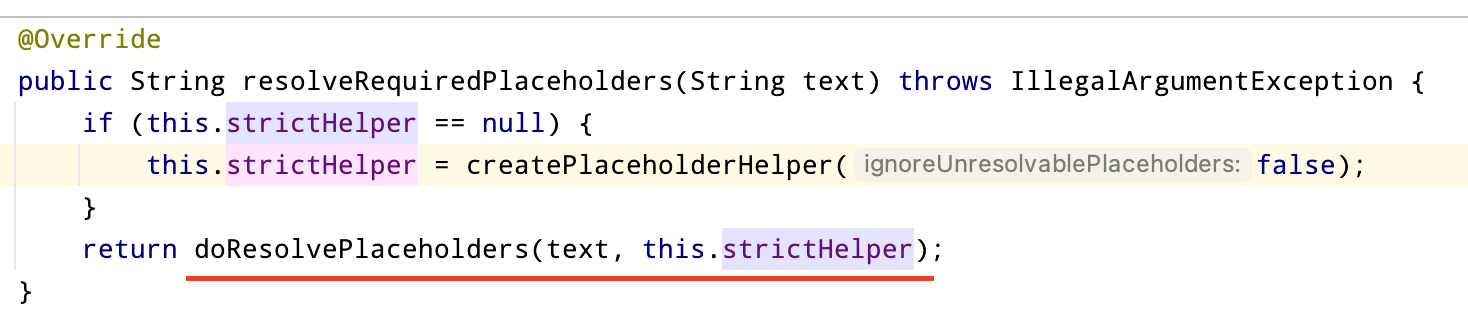 @Override
public String resolveRequiredPlaceholders(String text) throws IllegalArgumentException {
if (this.strictHelper == null) {
this.strictHelper = createPlaceholderHelper( ignoreUnresolvablePlaceholders: false);
}
return doResolvePlaceholders(text, this.strictHelper);
}